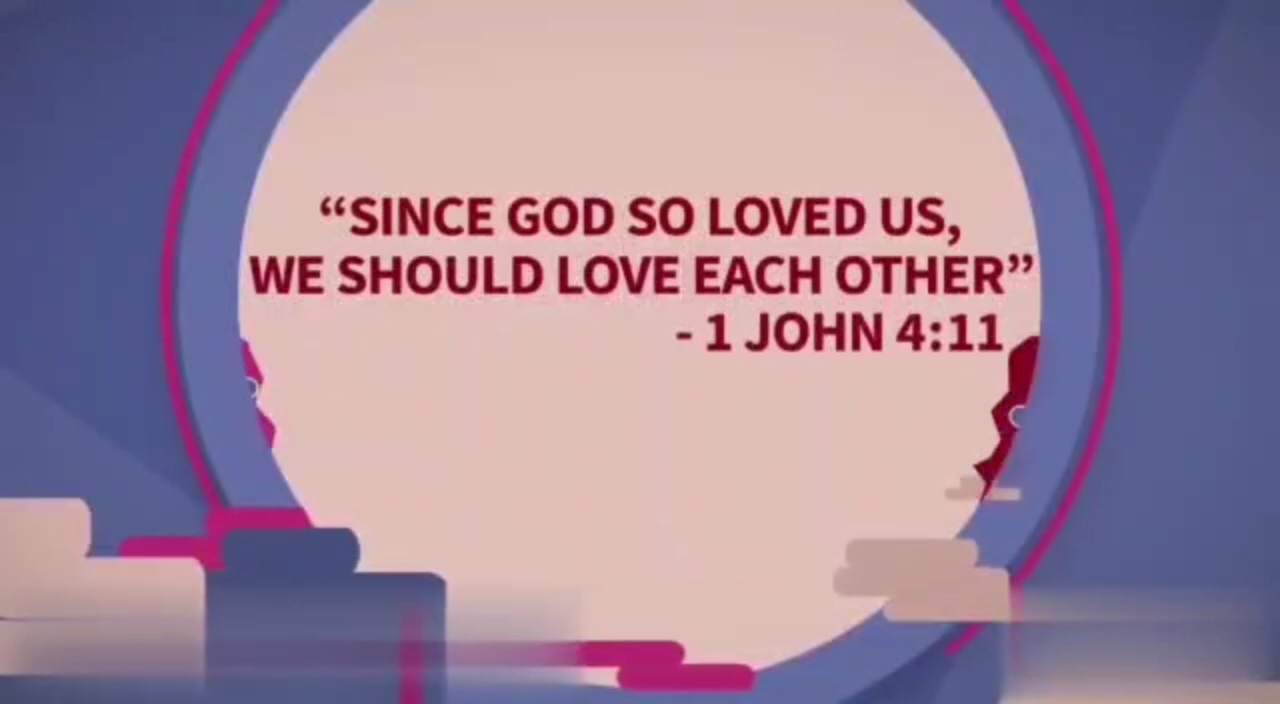 “SINCE GOD SO LOVED US,
WE SHOULD LOVE EACH OTHER”
- 1 JOHN 4:11